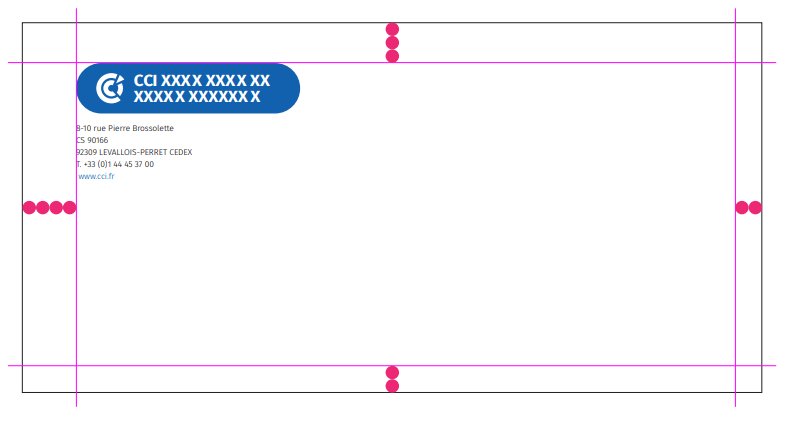 CCI XXXX XXXX XX
XXXXX XXXXXXX
8-10 rue Pierre Brossolette
CS 90166
92309 LEVALLOIS-PERRET CEDEX
T. +33 (0)1 44 45 37 00
www.cci.fr